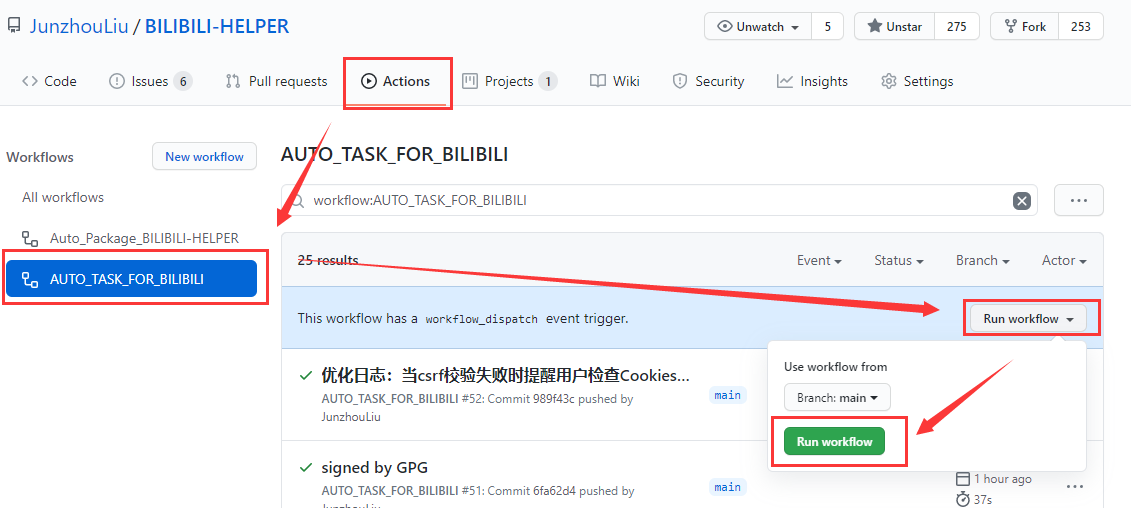 JunzhouLiu / BILIBILI-HELPER
Unwatch 5
Unstar 275
Fork 253
Code
Issues 6
Pull requests
Actions
Projects 1
Wiki
Security
Insights
Settings
Workflows
New workflow
All workflows
Auto_Package_BILIBILI-HELPER
AUTO_TASK_FOR_BILIBILI
AUTO_TASK_FOR_BILIBILI
workflow:AUTO_TASK_FOR_BILIBILI
25 results
Event
Status
Branch
Actor
This workflow has a workflow_dispatch event trigger.
Run workflow
Use workflow from
Branch: main
Run workflow
优化日志：当csrf校验失败时提醒用户检查Cookies...
AUTO_TASK_FOR_BILIBILI #52: Commit 989f43c pushed by
JunzhouLiu
main
signed by GPG
AUTO_TASK_FOR_BILIBILI #51: Commit 6fa62d4 pushed by
JunzhouLiu
main
1 hour ago
37s